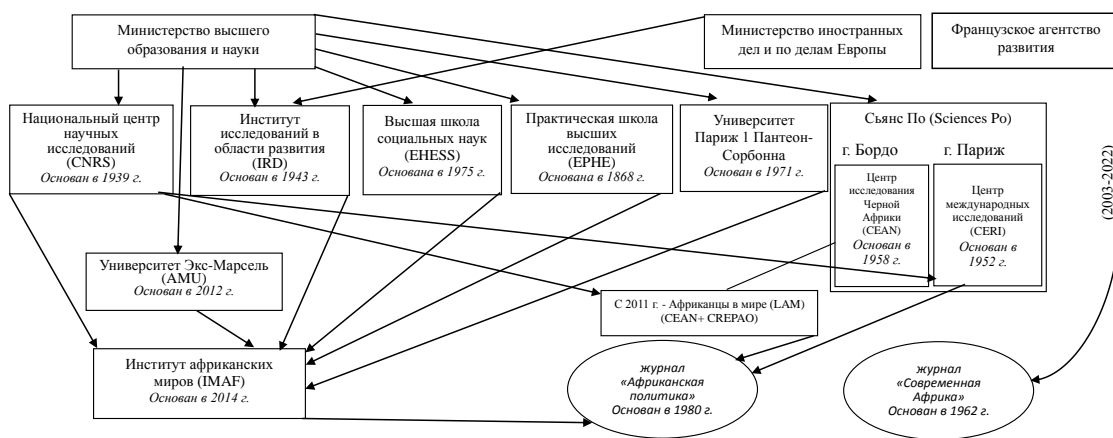 Министерство высшего
образования и науки
Министерство иностранных
дел и по делам Европы
Французское агентство
развития
Национальный центр
научных
исследований
(CNRS)
Основан в 1939 г.
Институт
исследований в
области развития
(IRD)
Основан в 1943 г.
Высшая школа
социальных наук
(EHESS)
Основана в 1975 г.
Практическая школа
высших
исследований
(EPHE)
Основана в 1868 г.
Университет
Париж 1 Пантеон-
Сорбонна
Основан в 1971 г.
Сьянс По (Sciences Po)
г. Бордо
г. Париж
Центр
исследования
Черной
Африки
(CEAN)
Основан в
1958 г.
Центр
международных
исследований
(CERI)
Основан в
1952 г.
(2003-2022)
Университет Экс-Марсель
(AMU)
Основан в 2012 г.
С 2011 г. - Африканцы в мире (LAM)
(CEAN+ CREPAO)
Институт африканских
миров (IMAF)
Основан в 2014 г.
журнал
«Африканская
политика»
Основан в 1980 г.
журнал
«Современная
Африка»
Основан в 1962 г.